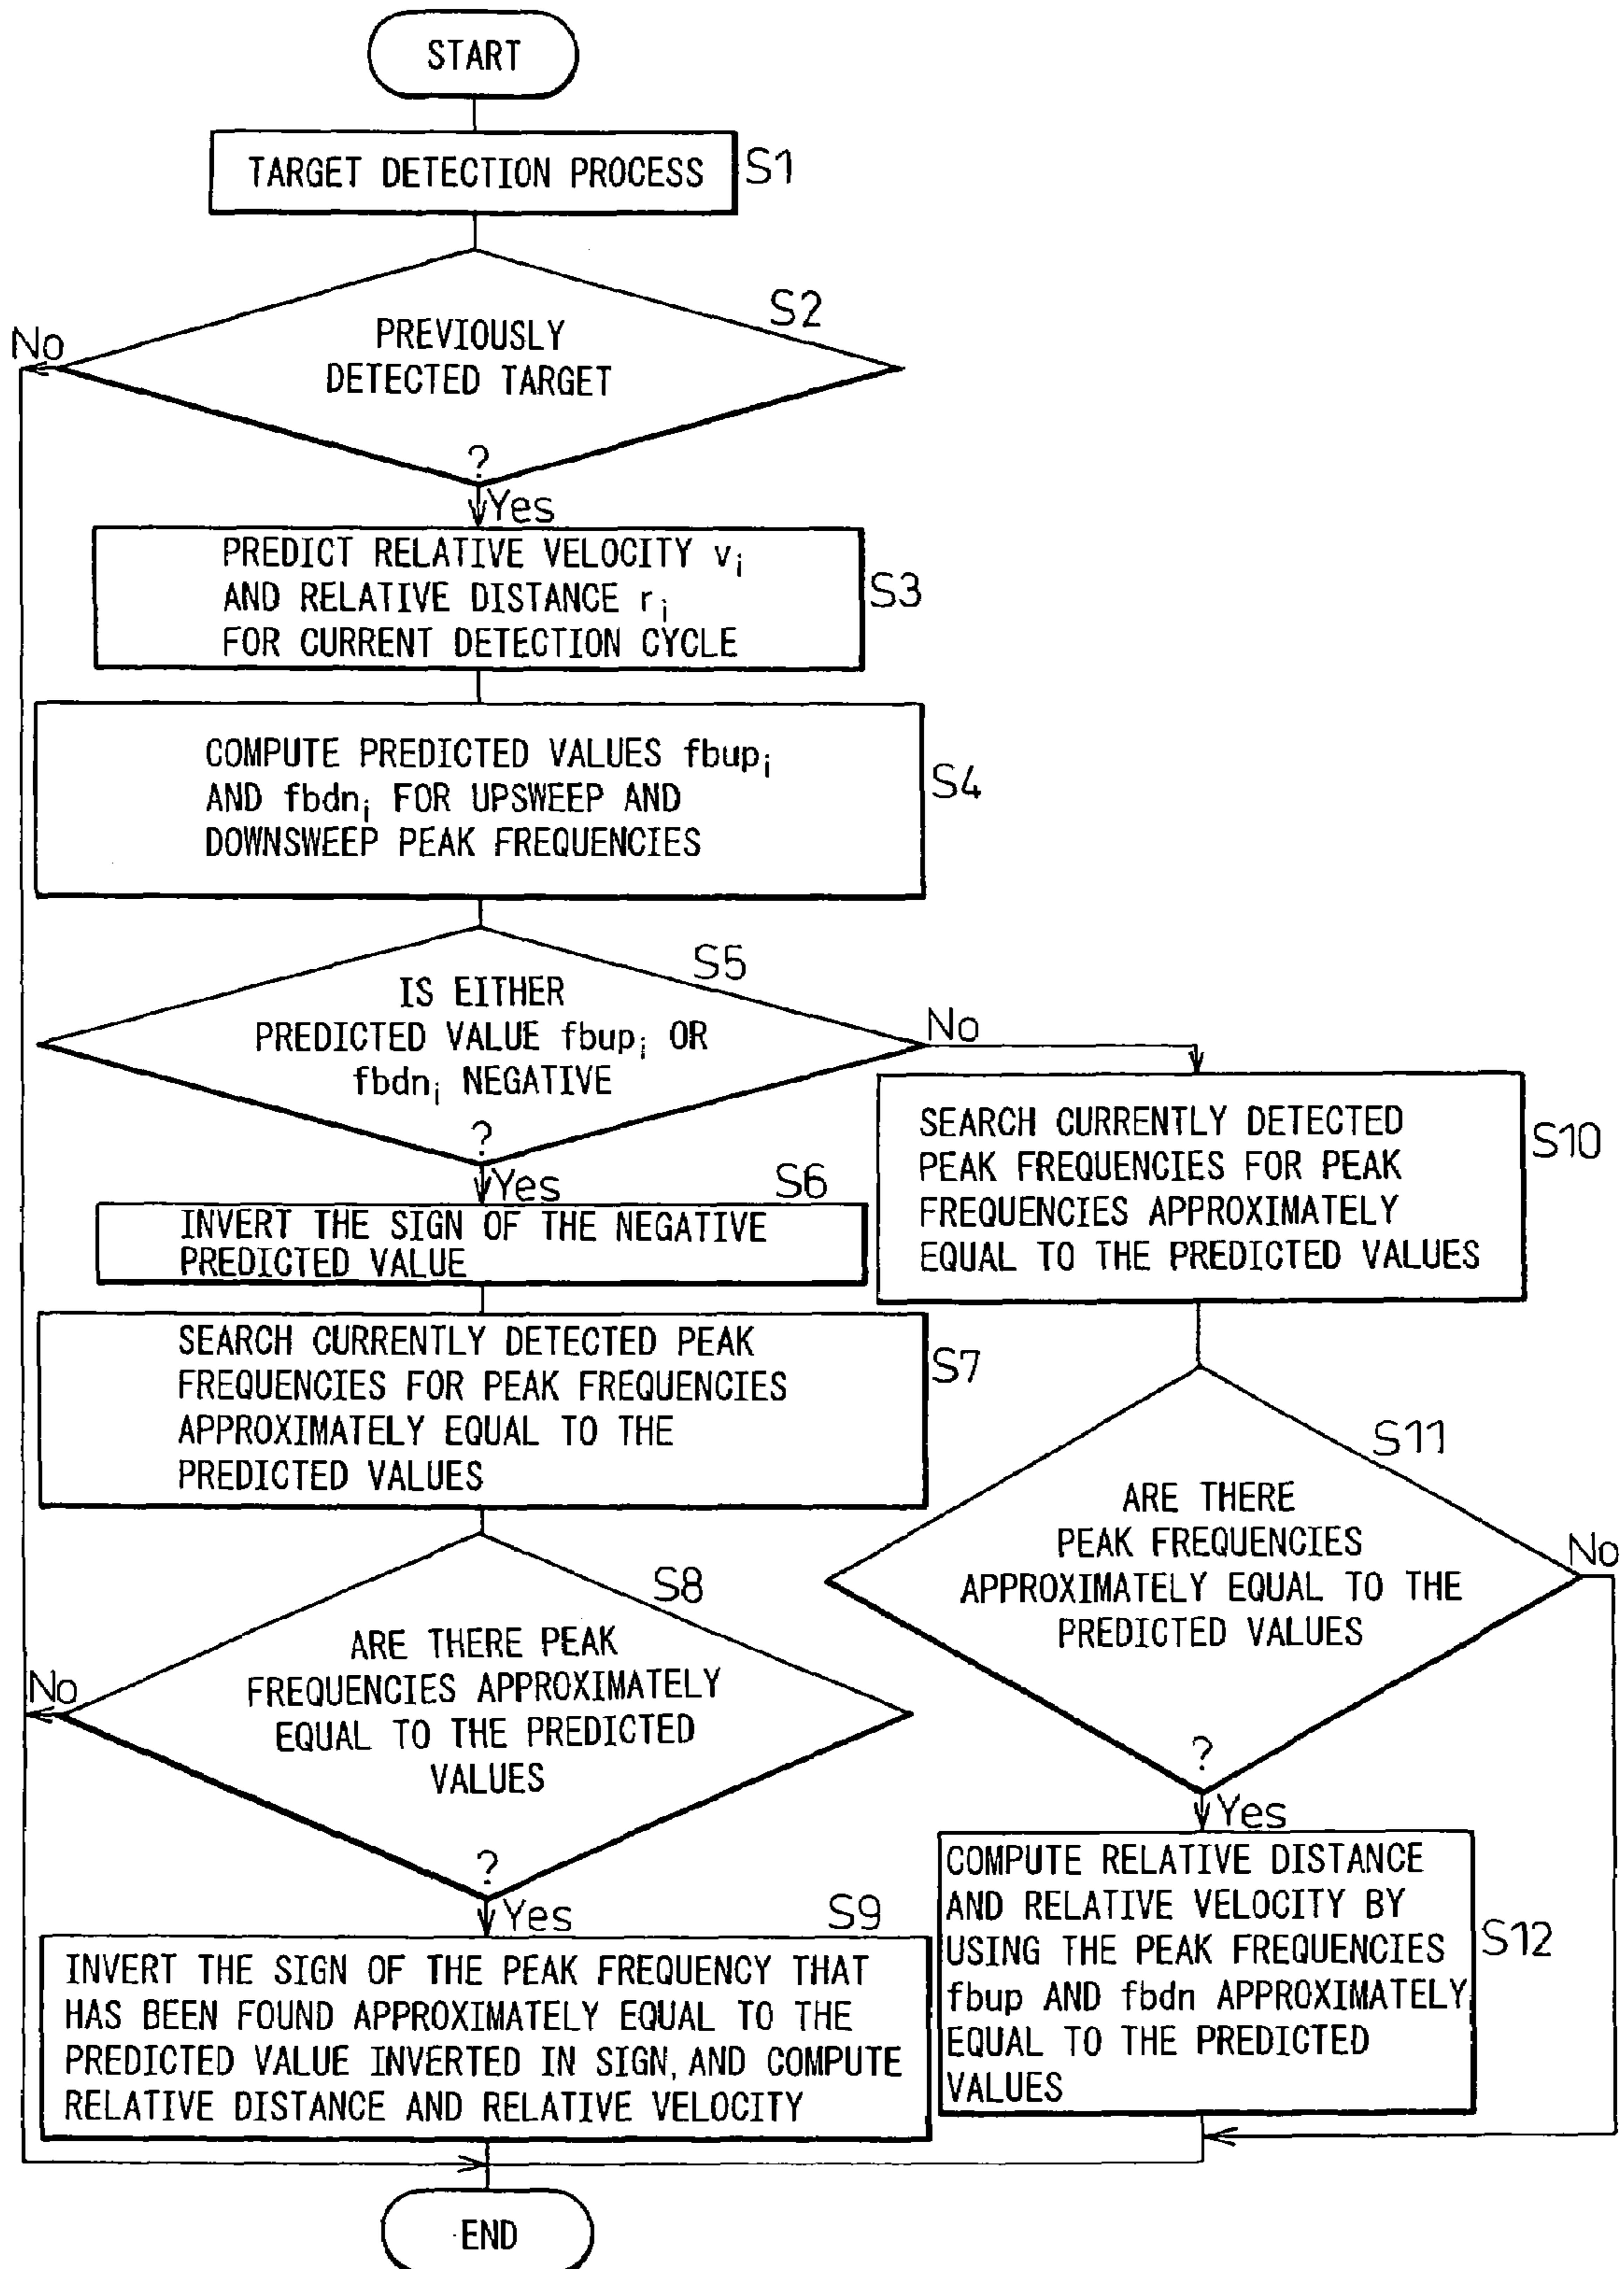 START
TARGET DETECTION PROCESS
S1
S2
PREVIOUSLY
DETECTED TARGET
?
No
Yes
PREDICT RELATIVE VELOCITY vi
AND RELATIVE DISTANCE ri
FOR CURRENT DETECTION CYCLE
S3
COMPUTE PREDICTED VALUES fbupi
AND fbdni FOR UPSWEEP AND
DOWNSWEEP PEAK FREQUENCIES
S4
S5
IS EITHER
PREDICTED VALUE fbupi OR
fbdni NEGATIVE
?
No
Yes
S6
INVERT THE SIGN OF THE NEGATIVE
PREDICTED VALUE
SEARCH CURRENTLY DETECTED PEAK
FREQUENCIES FOR PEAK FREQUENCIES
APPROXIMATELY EQUAL TO THE
PREDICTED VALUES
S7
S8
ARE THERE PEAK
FREQUENCIES APPROXIMATELY
EQUAL TO THE PREDICTED
VALUES
?
No
Yes
S9
INVERT THE SIGN OF THE PEAK FREQUENCY THAT
HAS BEEN FOUND APPROXIMATELY EQUAL TO THE
PREDICTED VALUE INVERTED IN SIGN, AND COMPUTE
RELATIVE DISTANCE AND RELATIVE VELOCITY
SEARCH CURRENTLY DETECTED
PEAK FREQUENCIES FOR PEAK
FREQUENCIES APPROXIMATELY
EQUAL TO THE PREDICTED VALUES
S10
S11
ARE THERE
PEAK FREQUENCIES
APPROXIMATELY EQUAL TO THE
PREDICTED VALUES
?
No
Yes
COMPUTE RELATIVE DISTANCE
AND RELATIVE VELOCITY BY
USING THE PEAK FREQUENCIES
fbup AND fbdn APPROXIMATELY
EQUAL TO THE PREDICTED
VALUES
S12
END